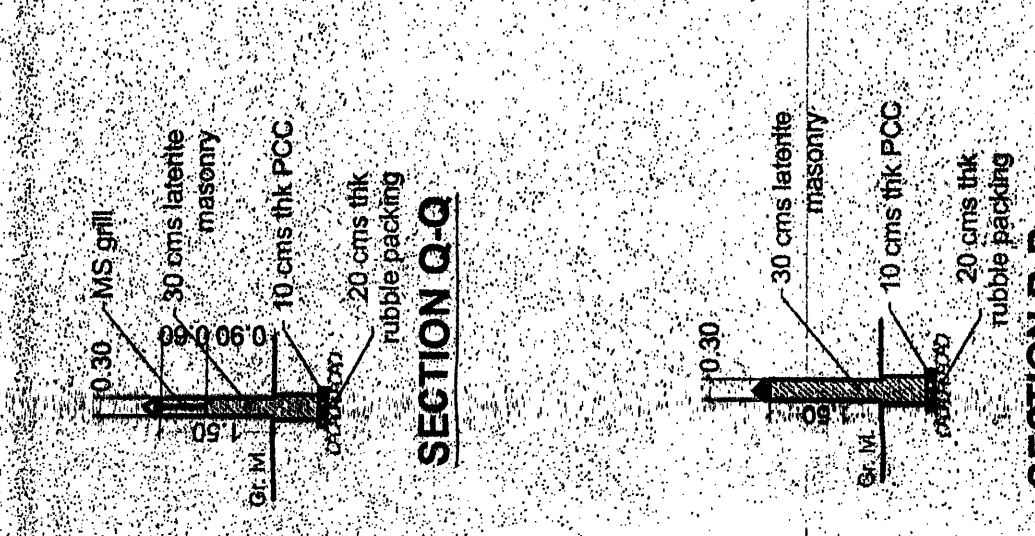 0.30
MS grill
30 cms laterite
masonry
0.60
0.90
1.50
Gr. lvl.
10 cms thk PCC
20 cms thk
rubble packing
SECTION Q-Q
0.30
30 cms laterite
masonry
Gr. lvl.
10 cms thk PCC
20 cms thk
rubble packing